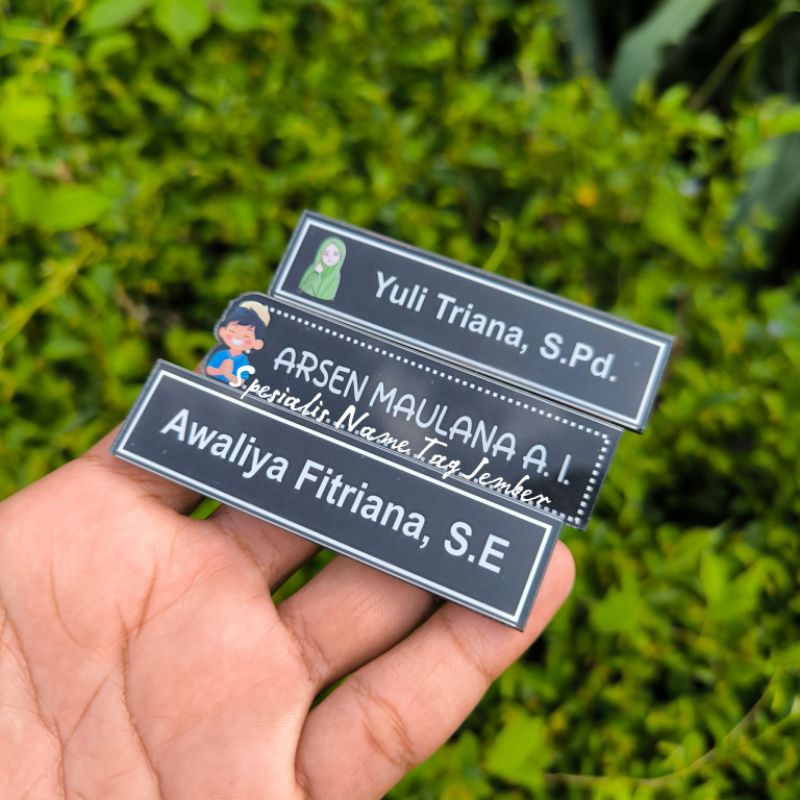 Yuli Triana, S.Pd.
ARSEN MAULANA A. I.
Spesialis Name Tag Jember
Awaliya Fitriana, S.E